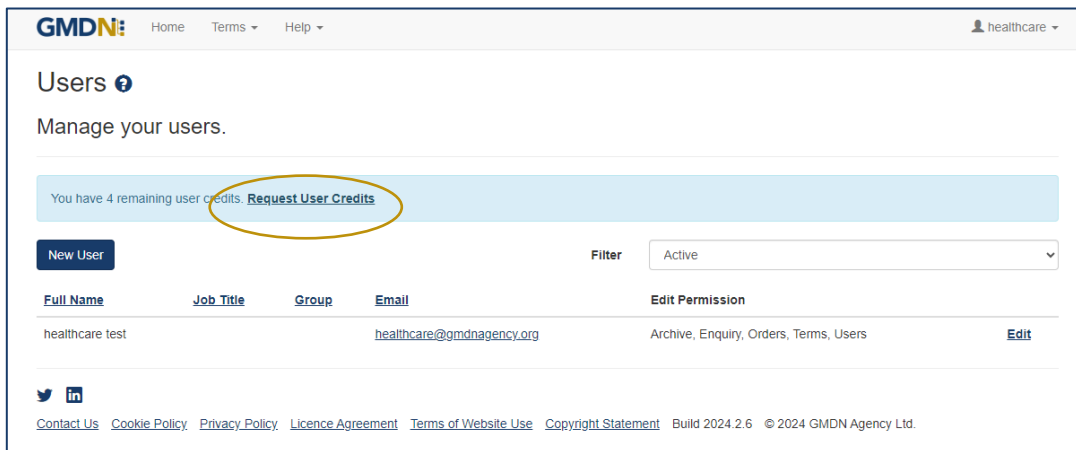 GMDN Home Terms Help healthcare
Users ?
Manage your users.
You have 4 remaining user credits. Request User Credits
New User Filter Active
Full Name Job Title Group Email Edit Permission
healthcare test healthcare@gmdnagency.org Archive, Enquiry, Orders, Terms, Users Edit
in
Contact Us Cookie Policy Privacy Policy Licence Agreement Terms of Website Use Copyright Statement Build 2024.2.6 © 2024 GMDN Agency Ltd.